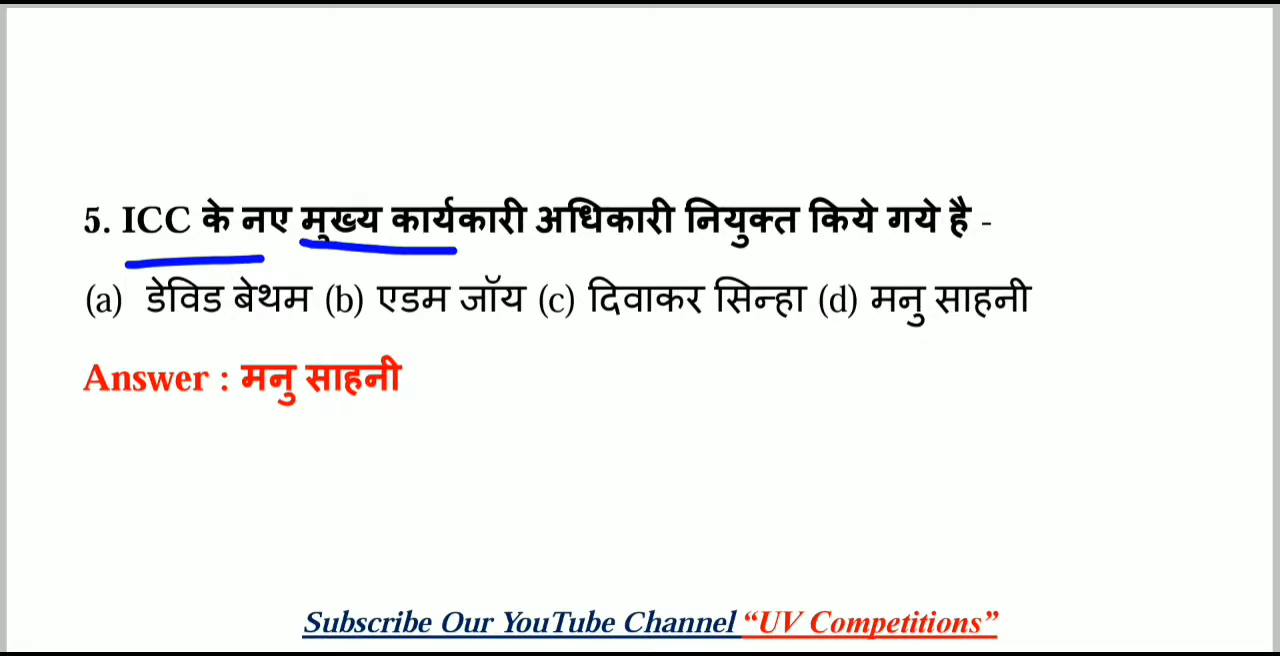 5. ICC के नए मुख्य कार्यकारी अधिकारी नियुक्त किये गये है -
(a) डेविड बेथम (b) एडम जॉय (c) दिवाकर सिन्हा (d) मनु साहनी
Answer : मनु साहनी
Subscribe Our YouTube Channel “UV Competitions”